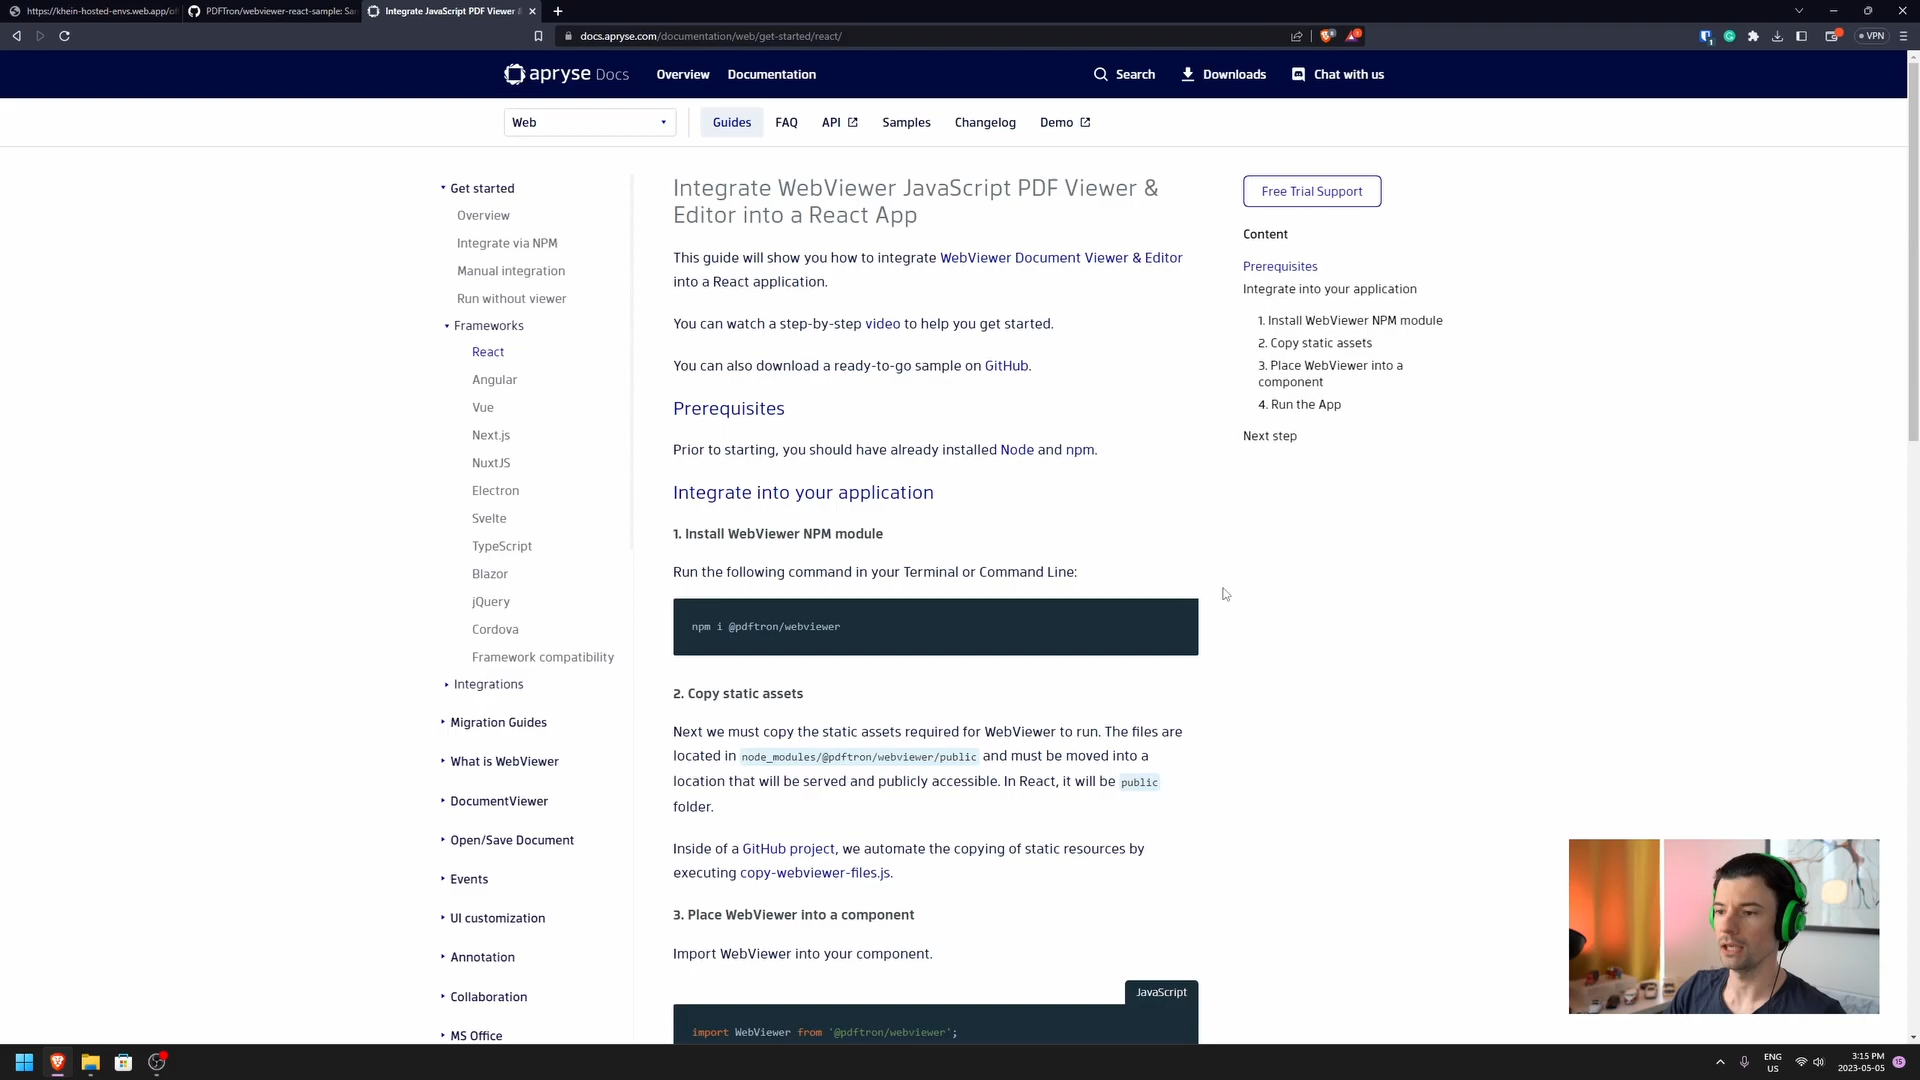 https://khein-hosted-envs.web.app/of
PDFTron/webviewer-react-sample: Sa
Integrate JavaScript PDF Viewer &
docs.apryse.com/documentation/web/get-started/react/
VPN
apryse Docs
Overview
Documentation
Search
Downloads
Chat with us
Web
Guides
FAQ
API
Samples
Changelog
Demo
Get started
Overview
Integrate via NPM
Manual integration
Run without viewer
Frameworks
React
Angular
Vue
Next.js
NuxtJS
Electron
Svelte
TypeScript
Blazor
jQuery
Cordova
Framework compatibility
Integrations
Migration Guides
What is WebViewer
DocumentViewer
Open/Save Document
Events
UI customization
Annotation
Collaboration
MS Office
Integrate WebViewer JavaScript PDF Viewer &
Editor into a React App
This guide will show you how to integrate WebViewer Document Viewer & Editor
into a React application.
You can watch a step-by-step video to help you get started.
You can also download a ready-to-go sample on GitHub.
Prerequisites
Prior to starting, you should have already installed Node and npm.
Integrate into your application
1. Install WebViewer NPM module
Run the following command in your Terminal or Command Line:
npm i @pdftron/webviewer
2. Copy static assets
Next we must copy the static assets required for WebViewer to run. The files are
located in node_modules/@pdftron/webviewer/public and must be moved into a
location that will be served and publicly accessible. In React, it will be public
folder.
Inside of a GitHub project, we automate the copying of static resources by
executing copy-webviewer-files.js.
3. Place WebViewer into a component
Import WebViewer into your component.
JavaScript
import WebViewer from '@pdftron/webviewer';
Free Trial Support
Content
Prerequisites
Integrate into your application
1. Install WebViewer NPM module
2. Copy static assets
3. Place WebViewer into a
component
4. Run the App
Next step
ENG
US
3:15 PM
2023-05-05
15